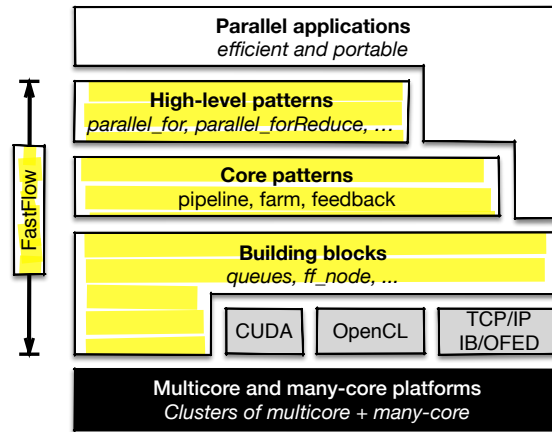 Parallel applications
efficient and portable
High-level patterns
parallel_for, parallel_forReduce, ...
FastFlow
Core patterns
pipeline, farm, feedback
Building blocks
queues, ff_node, ...
CUDA
OpenCL
TCP/IP
IB/OFED
Multicore and many-core platforms
Clusters of multicore + many-core